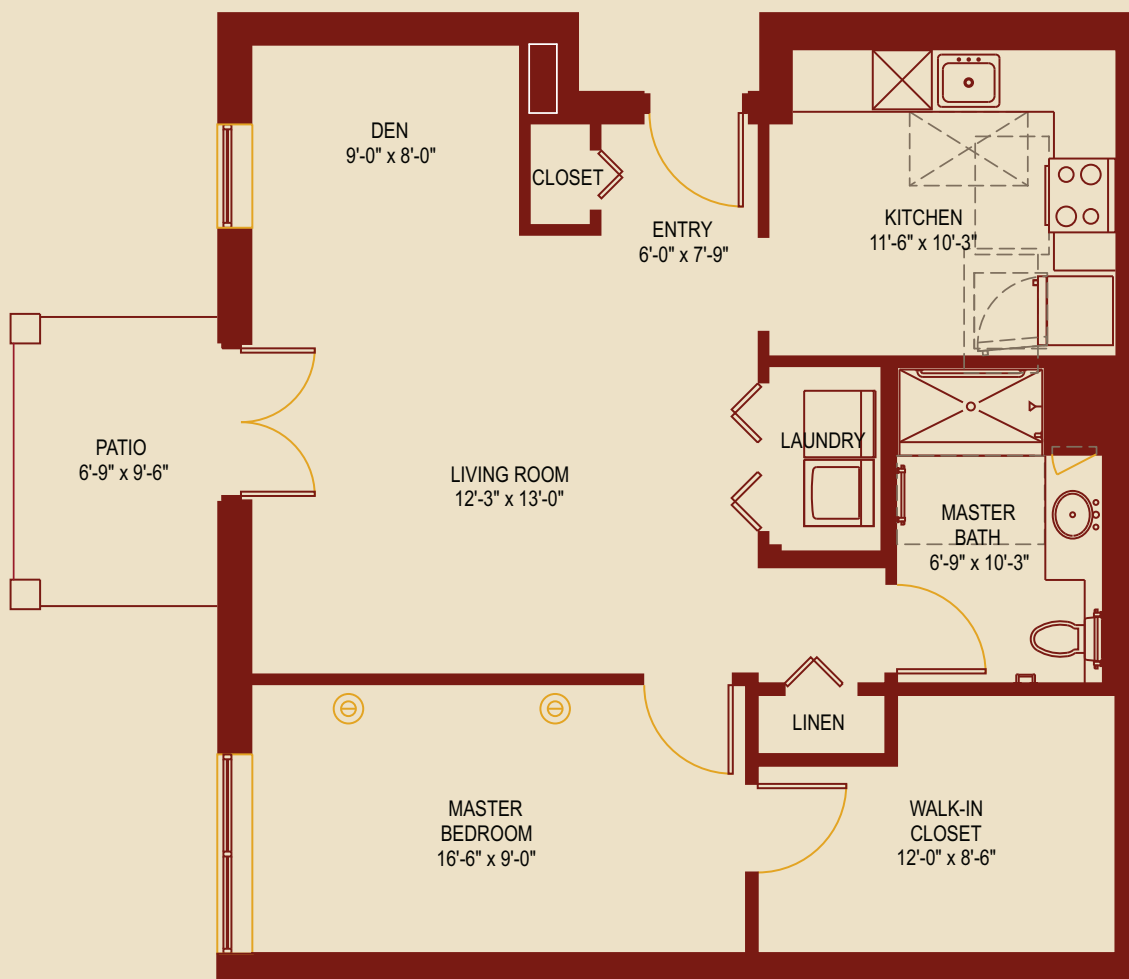 DEN
9'-0" x 8'-0"
CLOSET
ENTRY
6'-0" x 7'-9"
KITCHEN
11'-6" x 10'-3"
PATIO
6'-9" x 9'-6"
LIVING ROOM
12'-3" x 13'-0"
LAUNDRY
MASTER
BATH
6'-9" x 10'-3"
LINEN
MASTER
BEDROOM
16'-6" x 9'-0"
WALK-IN
CLOSET
12'-0" x 8'-6"